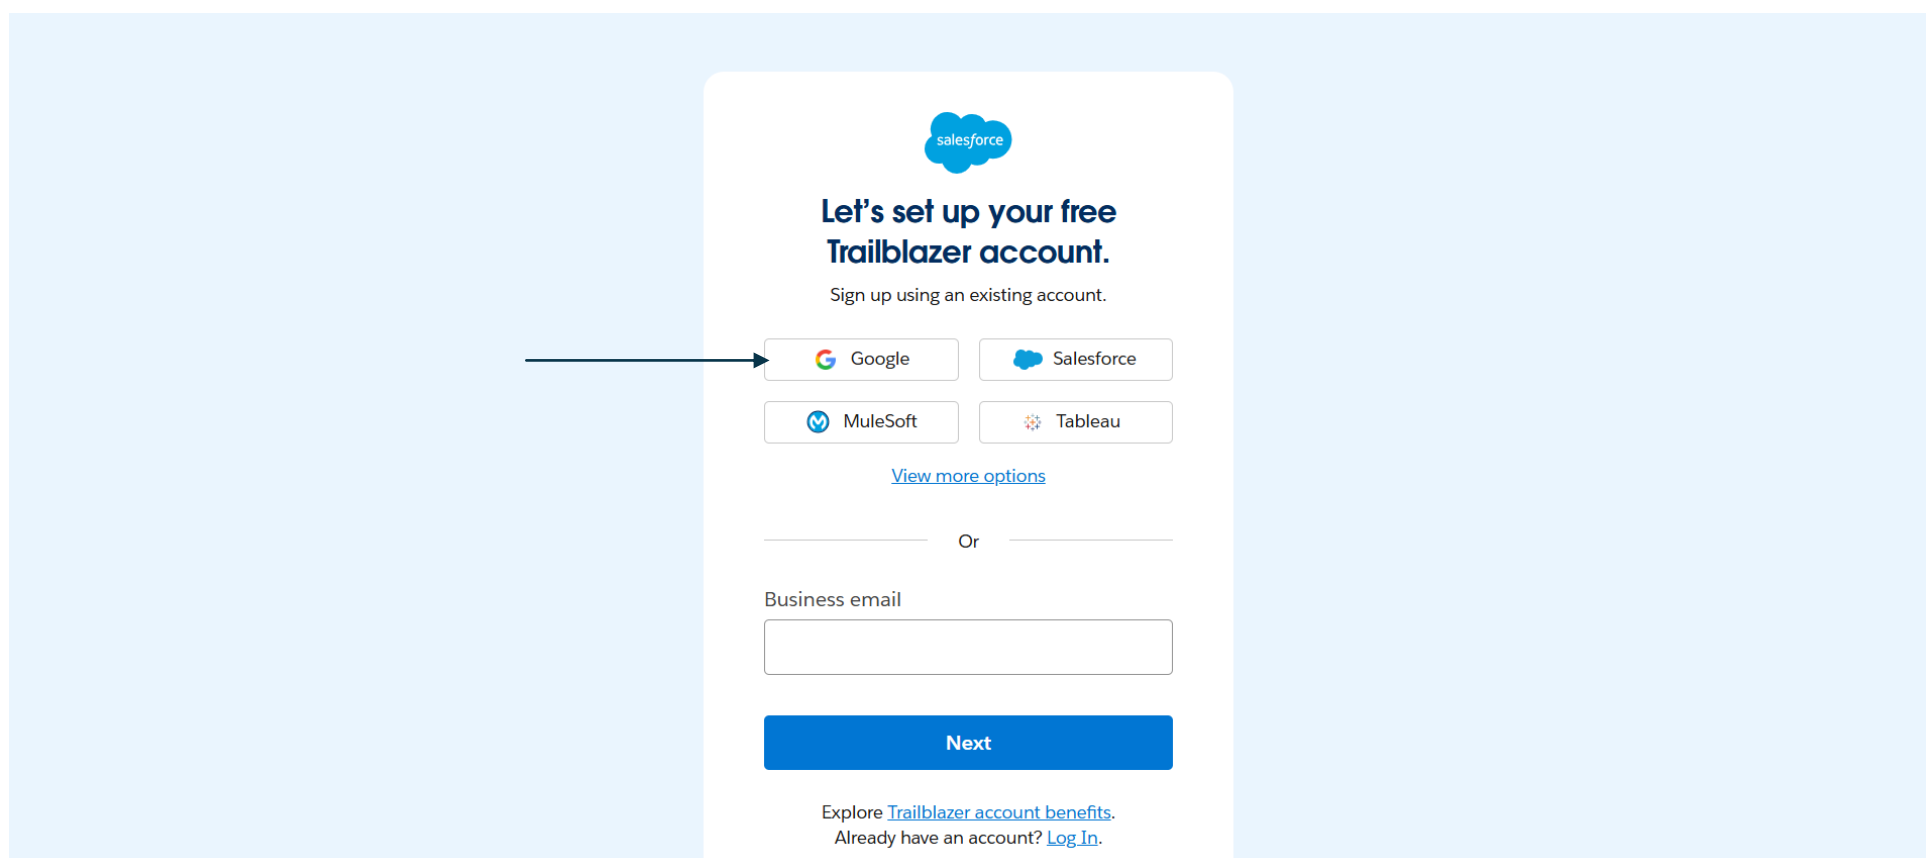 salesforce
Let’s set up your free
Trailblazer account.
Sign up using an existing account.
Google
Salesforce
MuleSoft
Tableau
View more options
Or
Business email
Next
Explore Trailblazer account benefits.
Already have an account? Log In.